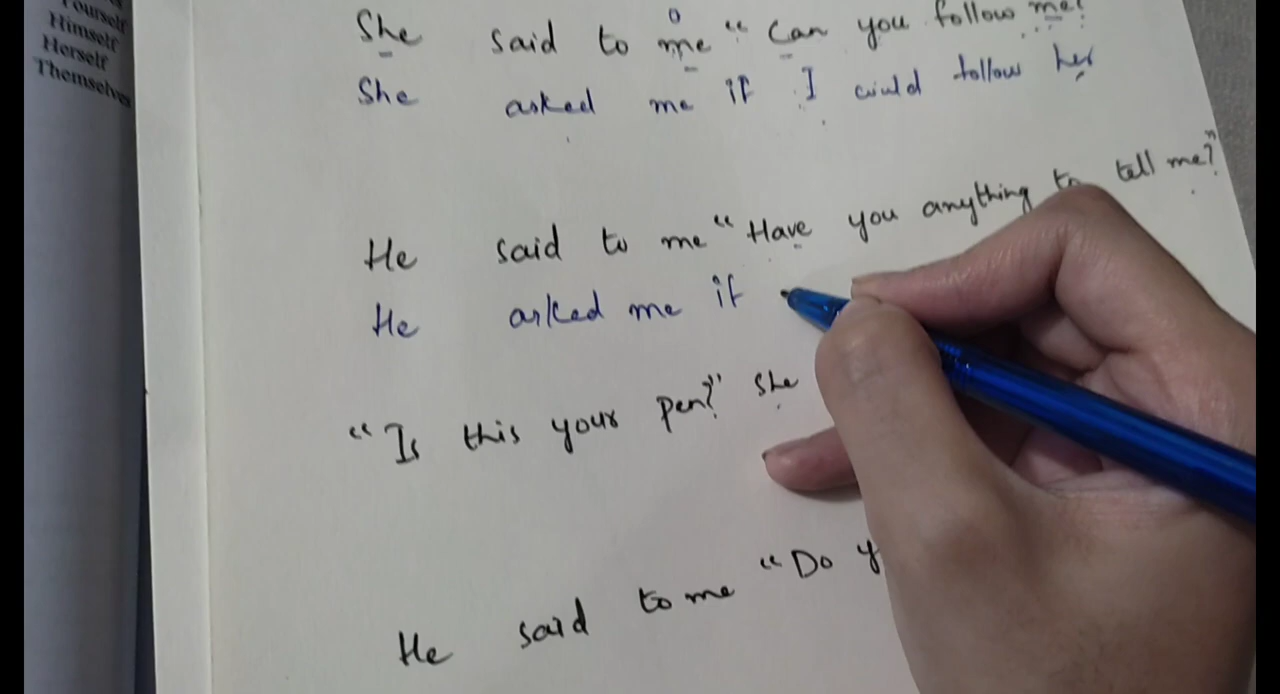 Yourself
Himself
Herself
Themselves
She said to me “Can you follow me?
She asked me if I could follow her
He said to me “Have you anything to tell me?”
He asked me if
“Is this your pen?” She
He said to me “Do y